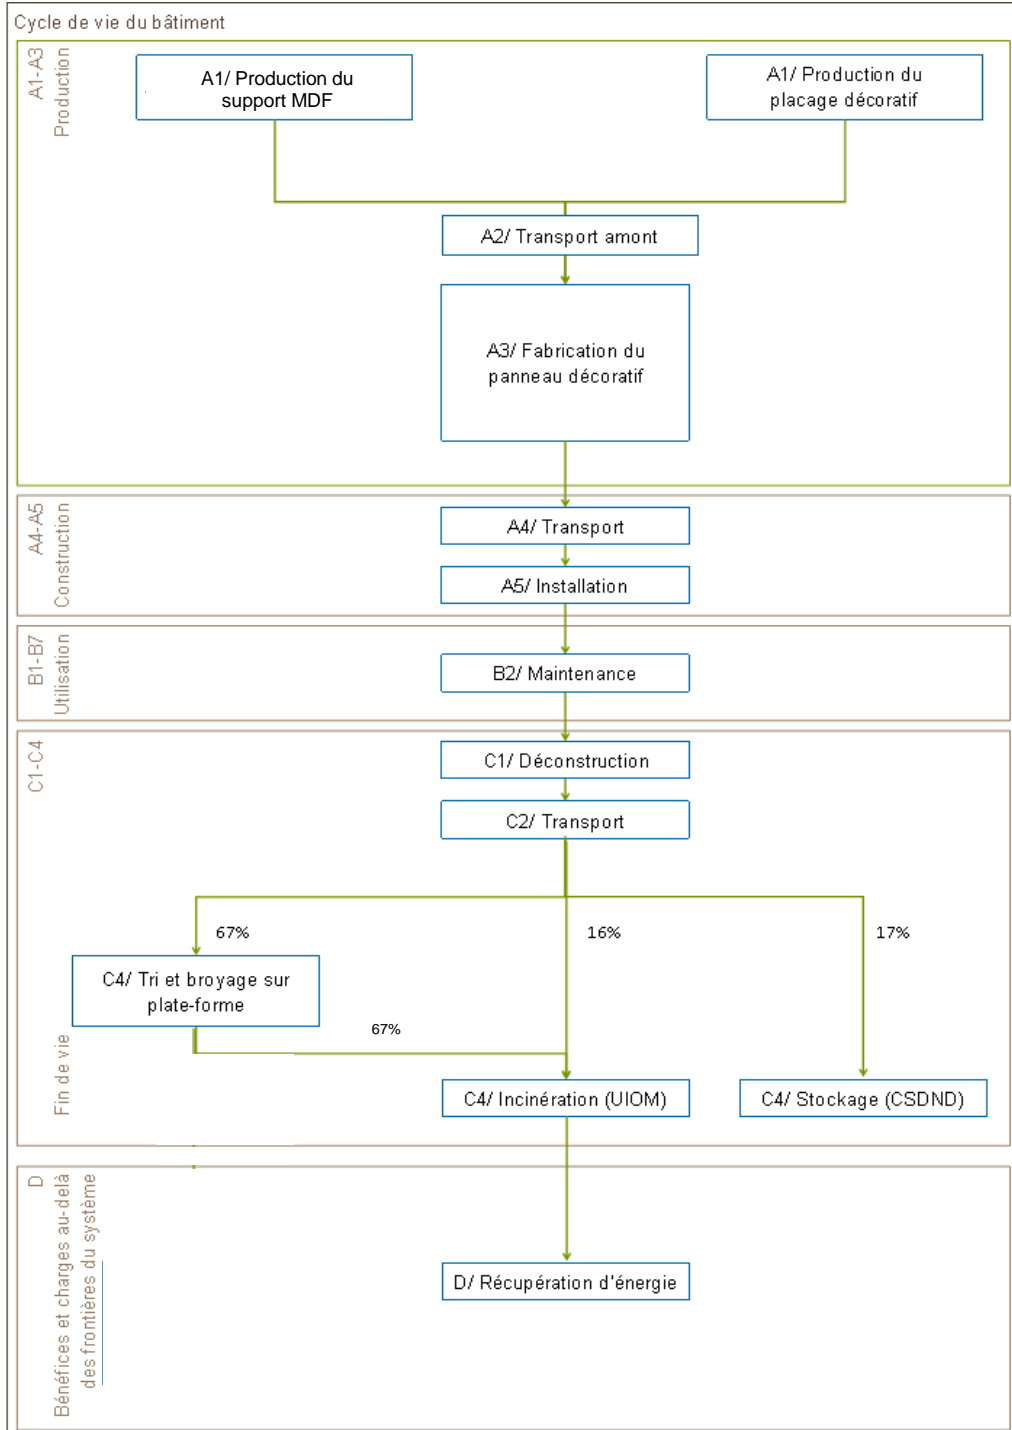 Cycle de vie du bâtiment
A1-A3
Production
A1/ Production du
support MDF
A1/ Production du
placage décoratif
A2/ Transport amont
A3/ Fabrication du
panneau décoratif
A4-A5
Construction
A4/ Transport
A5/ Installation
B1-B7
Utilisation
B2/ Maintenance
C1-C4
Fin de vie
C1/ Déconstruction
C2/ Transport
67%
16%
17%
C4/ Tri et broyage sur
plate-forme
67%
C4/ Incinération (UIOM)
C4/ Stockage (CSDND)
D
Bénéfices et charges au-delà
des frontières du système
D/ Récupération d'énergie